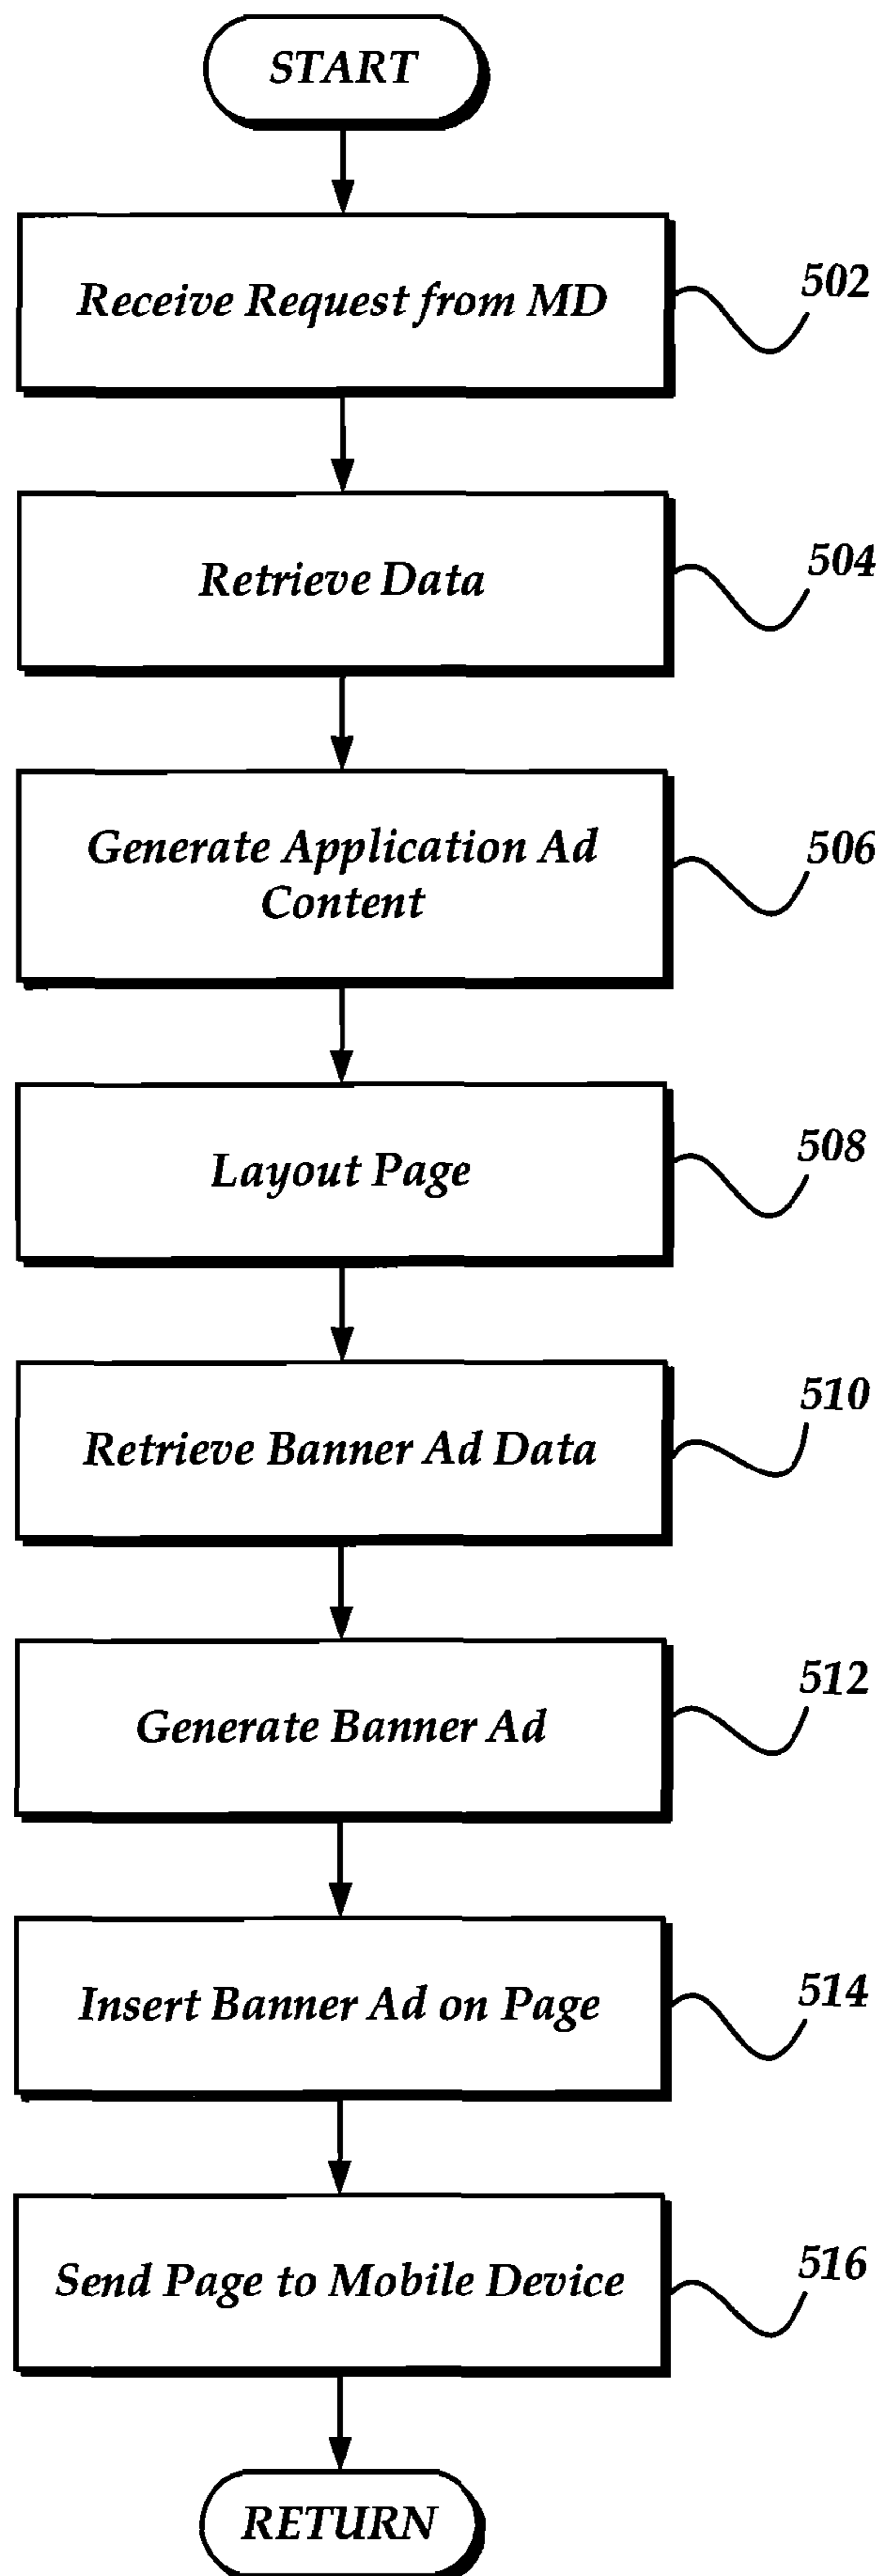 START
Receive Request from MD
502
Retrieve Data
504
Generate Application Ad
Content
506
Layout Page
508
Retrieve Banner Ad Data
510
Generate Banner Ad
512
Insert Banner Ad on Page
514
Send Page to Mobile Device
516
RETURN